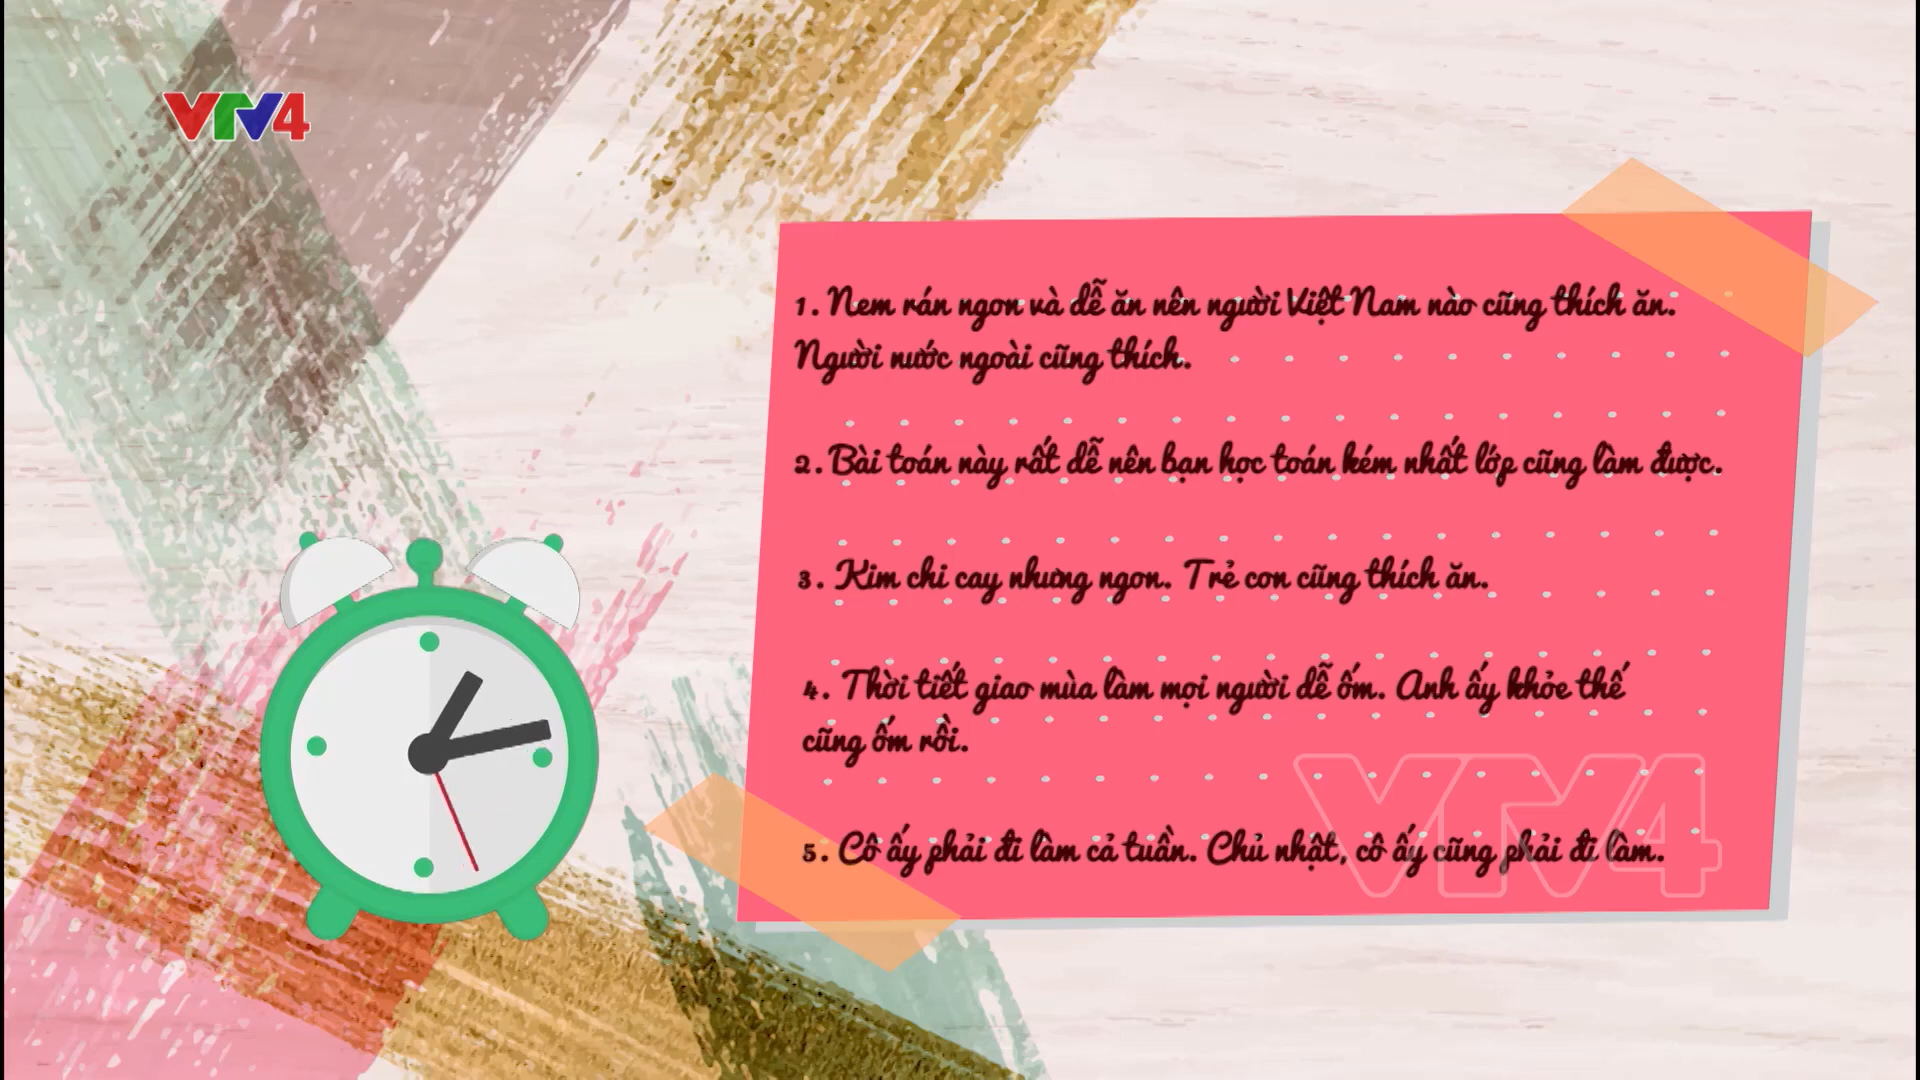 VTV4
1. Nem rán ngon và dễ ăn nên người Việt Nam nào cũng thích ăn.
Người nước ngoài cũng thích.
2. Bài toán này rất dễ nên bạn học toán kém nhất lớp cũng làm được.
3. Kim chi cay nhưng ngon. Trẻ con cũng thích ăn.
4. Thời tiết giao mùa làm mọi người dễ ốm. Anh ấy khỏe thế
cũng ốm rồi.
5. Cô ấy phải đi làm cả tuần. Chủ nhật, cô ấy cũng phải đi làm.
VTV4